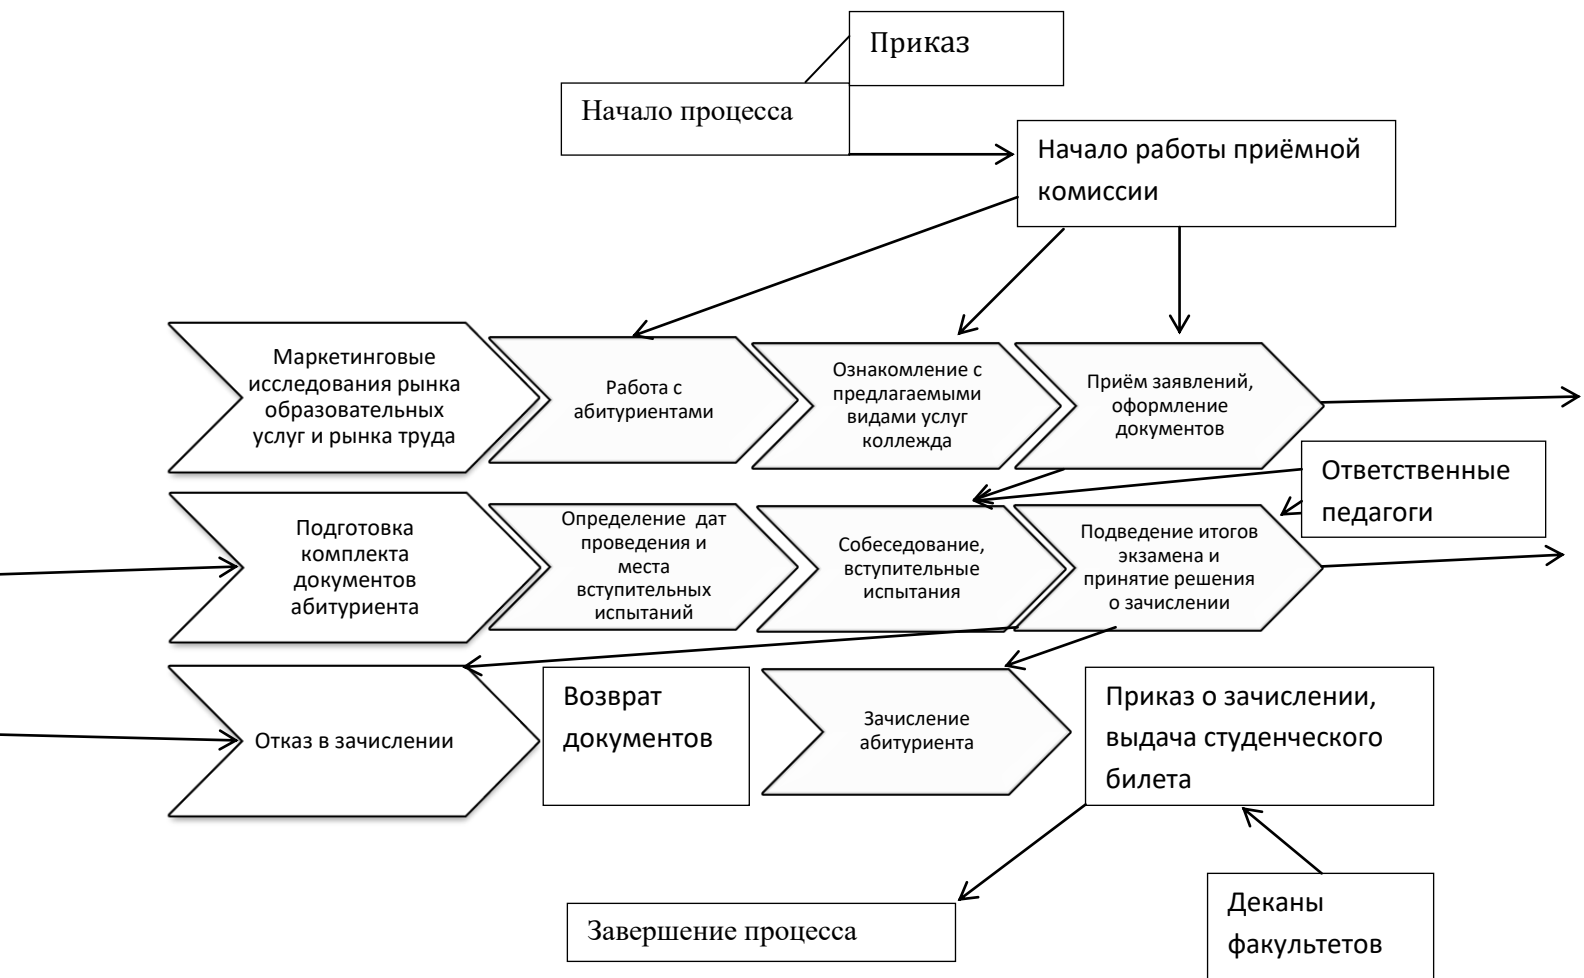 Приказ
Начало процесса
Начало работы приёмной
комиссии
Маркетинговые
исследования рынка
образовательных
услуг и рынка труда
Работа с
абитуриентами
Ознакомление с
предлагаемыми
видами услуг
коллежда
Приём заявлений,
оформление
документов
Ответственные
педагоги
Подготовка
комплекта
документов
абитуриента
Определение дат
проведения и
места
вступительных
испытаний
Собеседование,
вступительные
испытания
Подведение итогов
экзамена и
принятие решения
о зачислении
Отказ в зачислении
Возврат
документов
Зачисление
абитуриента
Приказ о зачислении,
выдача студенческого
билета
Завершение процесса
Деканы
факультетов